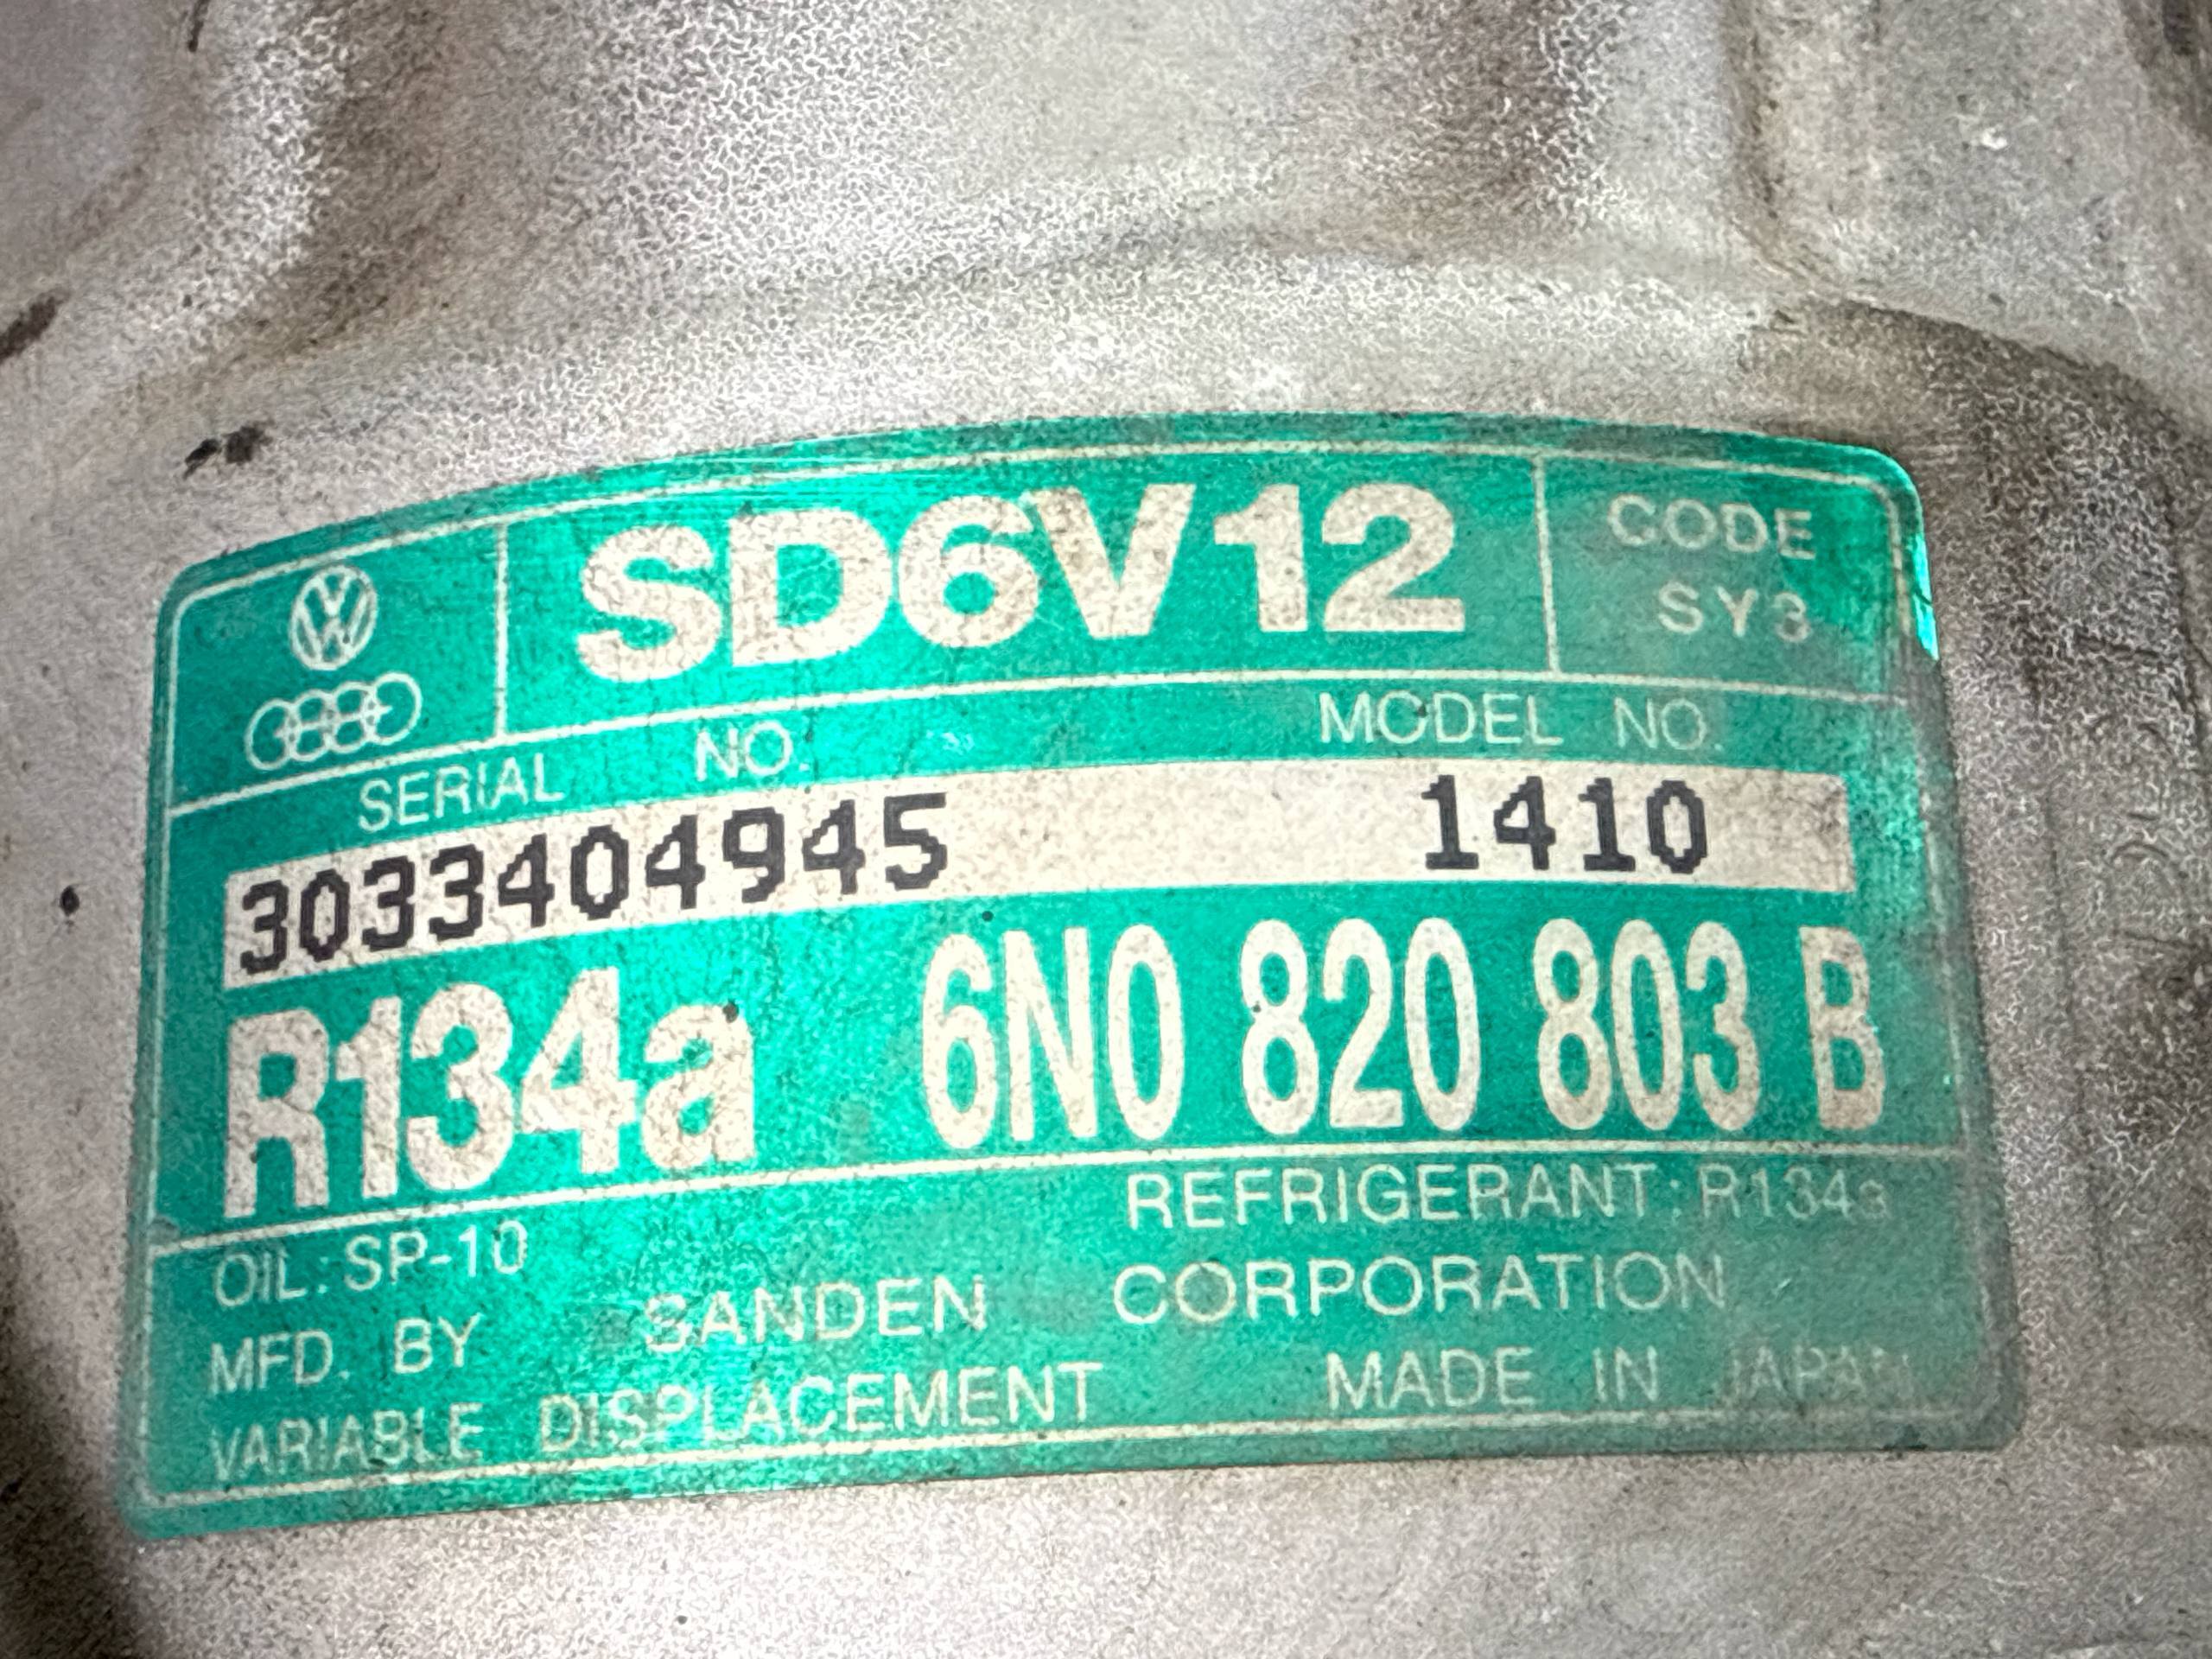 SD6V12
CODE
SY3
SERIAL NO.
MODEL NO.
3033404945 1410
R134a 6N0 820 803 B
OIL: SP-10 REFRIGERANT: R134a
MFD. BY SANDEN CORPORATION
VARIABLE DISPLACEMENT MADE IN JAPAN